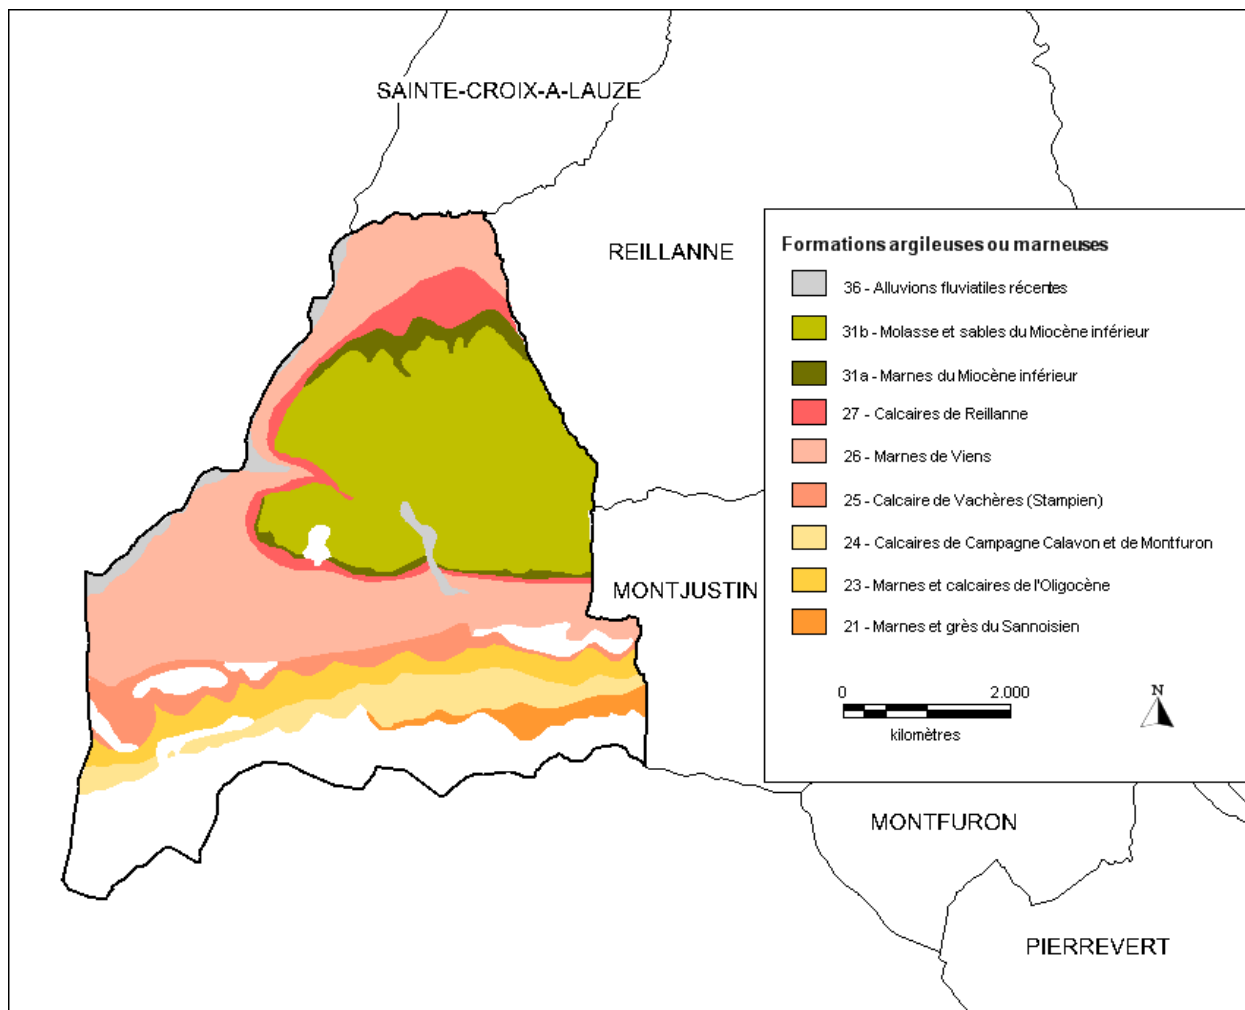 SAINTE-CROIX-A-LAUZE
REILLANNE
Formations argileuses ou marneuses
36 - Alluvions fluviatiles récentes
31b - Molasse et sables du Miocène inférieur
31a - Marnes du Miocène inférieur
27 - Calcaires de Reillanne
26 - Marnes de Viens
25 - Calcaire de Vachères (Stampien)
24 - Calcaires de Campagne Calavon et de Montfuron
23 - Marnes et calcaires de l'Oligocène
21 - Marnes et grès du Sannoisien
0 2.000
kilomètres
N
MONTJUSTIN
MONTFURON
PIERREVERT